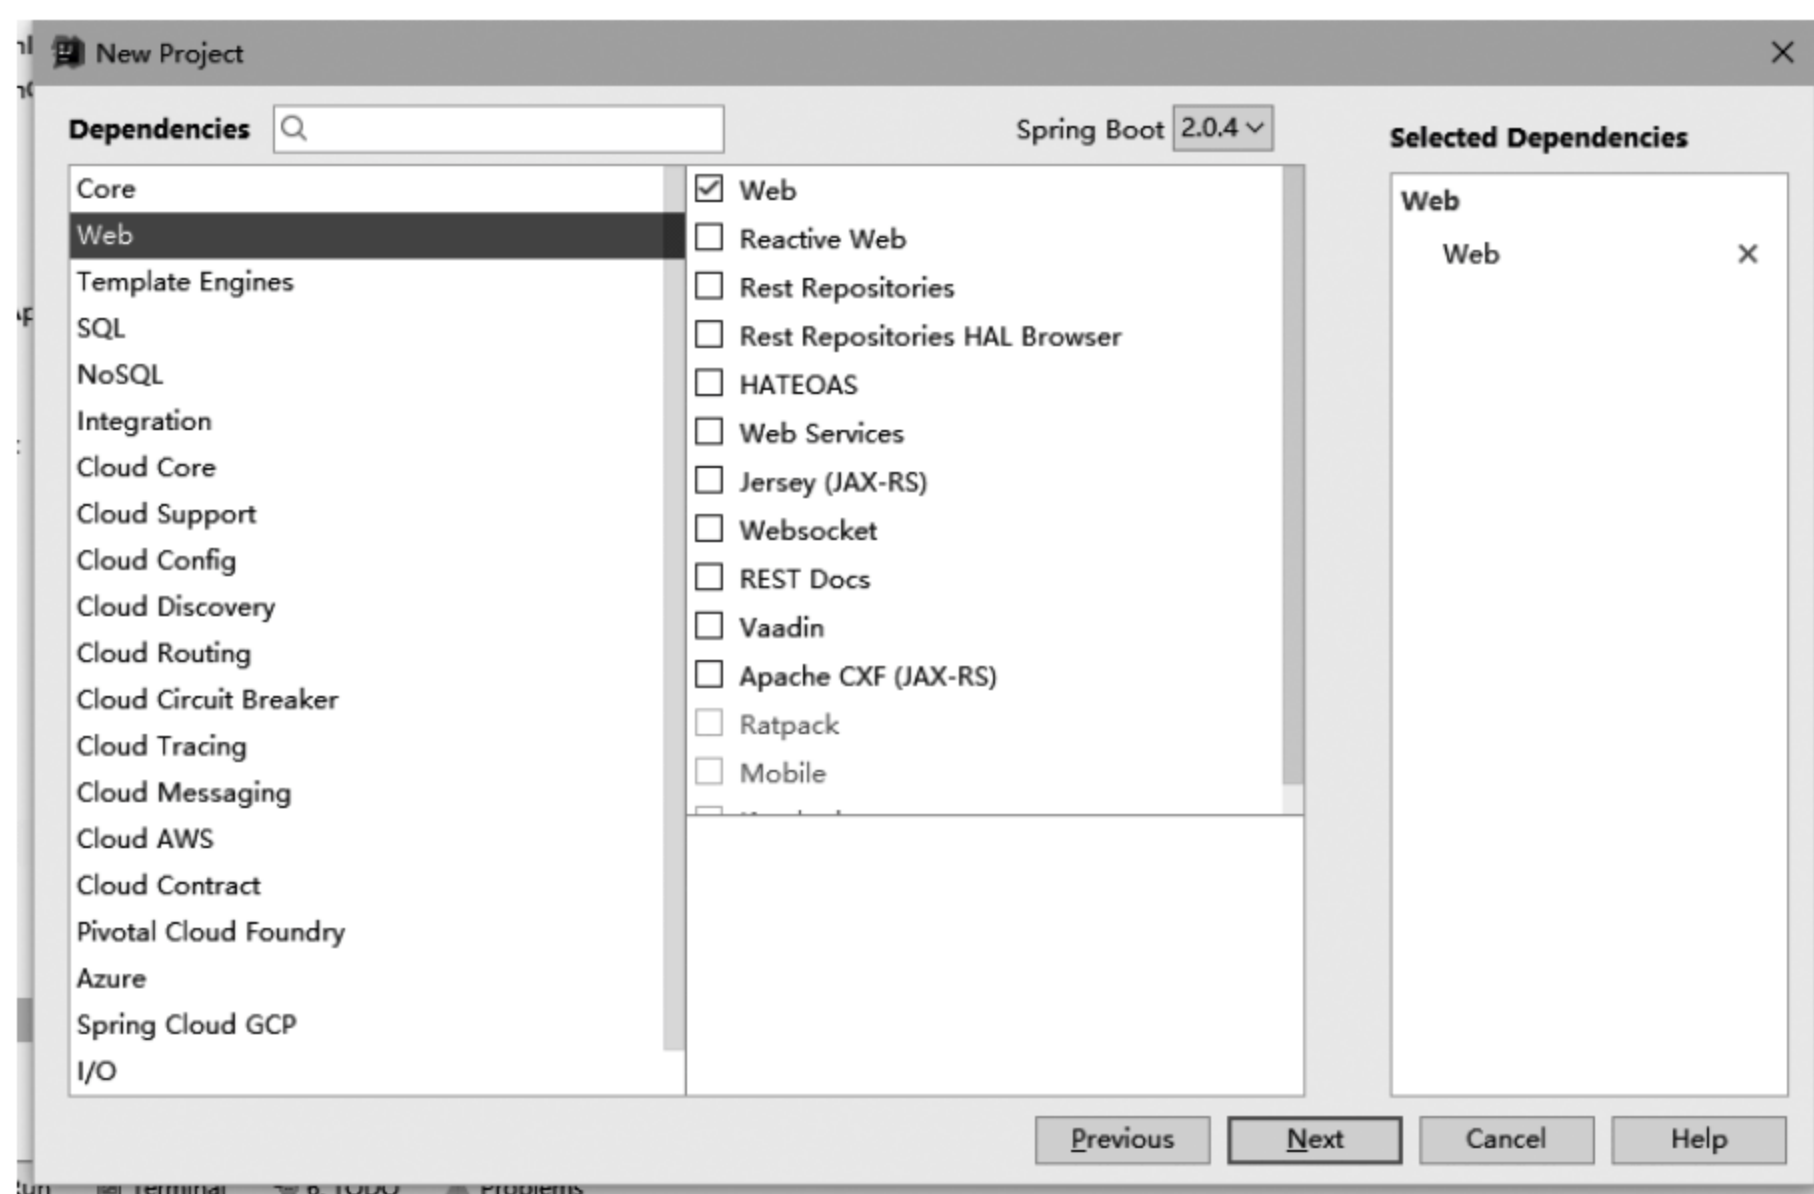 New Project
Dependencies
Spring Boot 2.0.4
Selected Dependencies
Core
Web
Template Engines
SQL
NoSQL
Integration
Cloud Core
Cloud Support
Cloud Config
Cloud Discovery
Cloud Routing
Cloud Circuit Breaker
Cloud Tracing
Cloud Messaging
Cloud AWS
Cloud Contract
Pivotal Cloud Foundry
Azure
Spring Cloud GCP
I/O
Web
Reactive Web
Rest Repositories
Rest Repositories HAL Browser
HATEOAS
Web Services
Jersey (JAX-RS)
Websocket
REST Docs
Vaadin
Apache CXF (JAX-RS)
Ratpack
Mobile
Web
Web
Previous
Next
Cancel
Help
Terminal
6: TODO
Problems